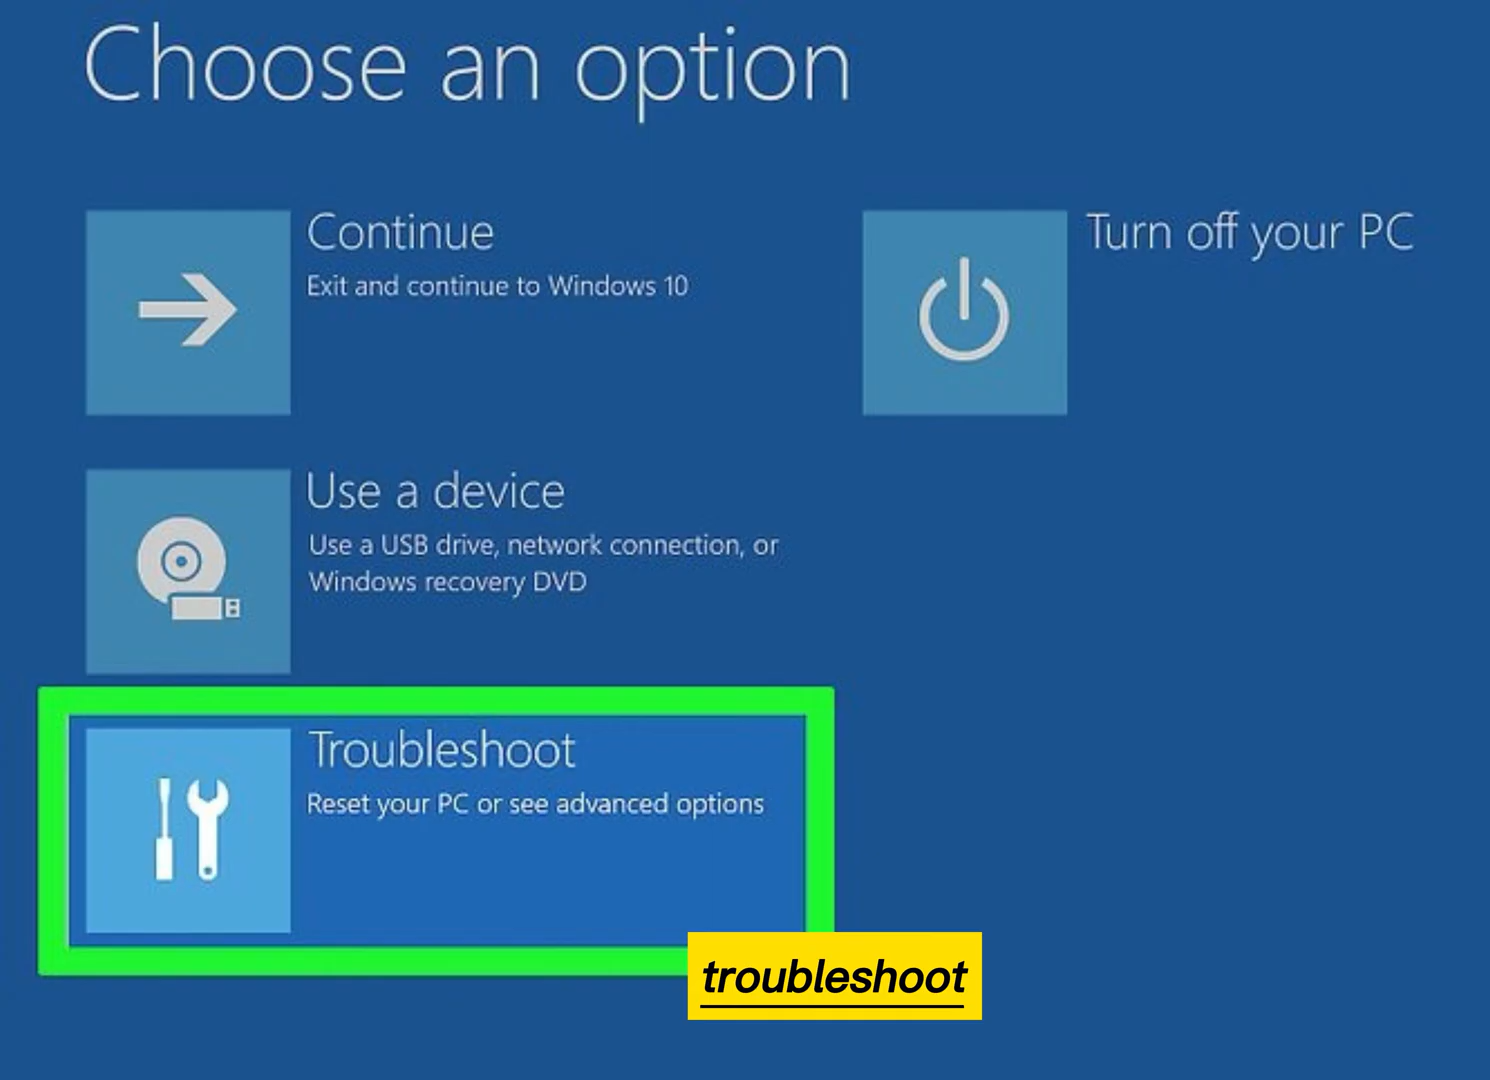 Choose an option
Continue
Exit and continue to Windows 10
Turn off your PC
Use a device
Use a USB drive, network connection, or
Windows recovery DVD
Troubleshoot
Reset your PC or see advanced options
troubleshoot